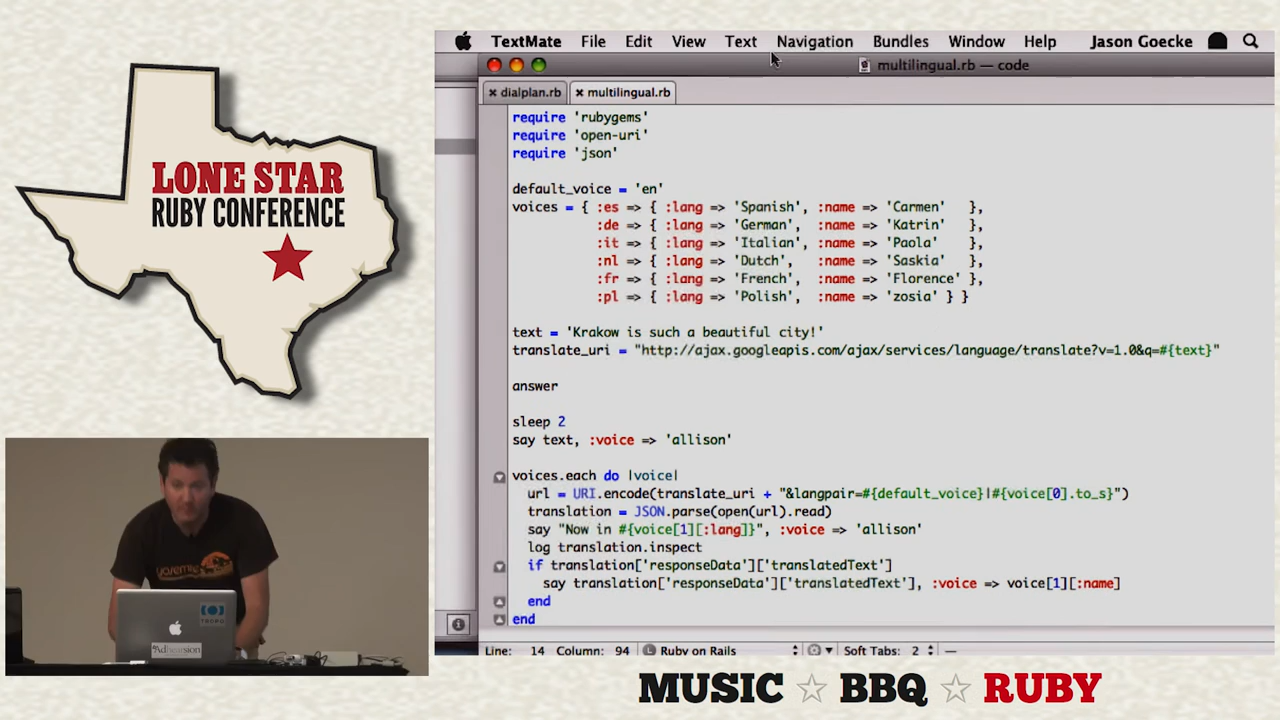 LONE STAR
RUBY CONFERENCE
TextMate File Edit View Text Navigation Bundles Window Help Jason Goecke
multilingual.rb — code
× dialplan.rb × multilingual.rb
require 'rubygems'
require 'open-uri'
require 'json'
default_voice = 'en'
voices = { :es => { :lang => 'Spanish', :name => 'Carmen' },
:de => { :lang => 'German', :name => 'Katrin' },
:it => { :lang => 'Italian', :name => 'Paola' },
:nl => { :lang => 'Dutch', :name => 'Saskia' },
:fr => { :lang => 'French', :name => 'Florence' },
:pl => { :lang => 'Polish', :name => 'zosia' } }
text = 'Krakow is such a beautiful city!'
translate_uri = "http://ajax.googleapis.com/ajax/services/language/translate?v=1.0&q=#{text}"
answer
sleep 2
say text, :voice => 'allison'
voices.each do |voice|
url = URI.encode(translate_uri + "&langpair=#{default_voice}|#{voice[0].to_s}")
translation = JSON.parse(open(url).read)
say "Now in #{voice[1][:lang]}", :voice => 'allison'
log translation.inspect
if translation['responseData']['translatedText']
say translation['responseData']['translatedText'], :voice => voice[1][:name]
end
end
Line: 14 Column: 94 Ruby on Rails Soft Tabs: 2 —
yosemite
TROPO
Adhearsion
MUSIC ☆ BBQ ☆ RUBY